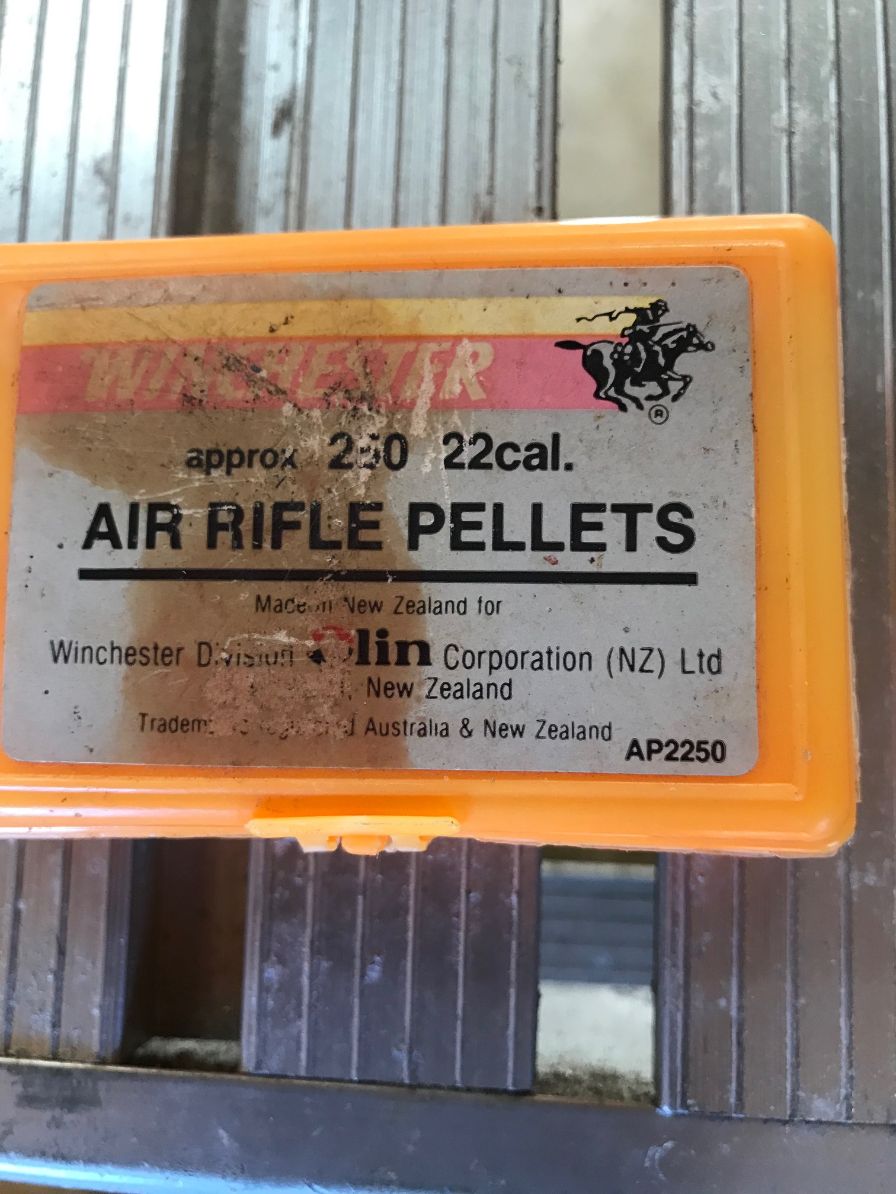 WINCHESTER
®
approx 250 22cal.
AIR RIFLE PELLETS
Made in New Zealand for
Winchester Division Olin Corporation (NZ) Ltd
New Zealand
Australia & New Zealand
AP2250